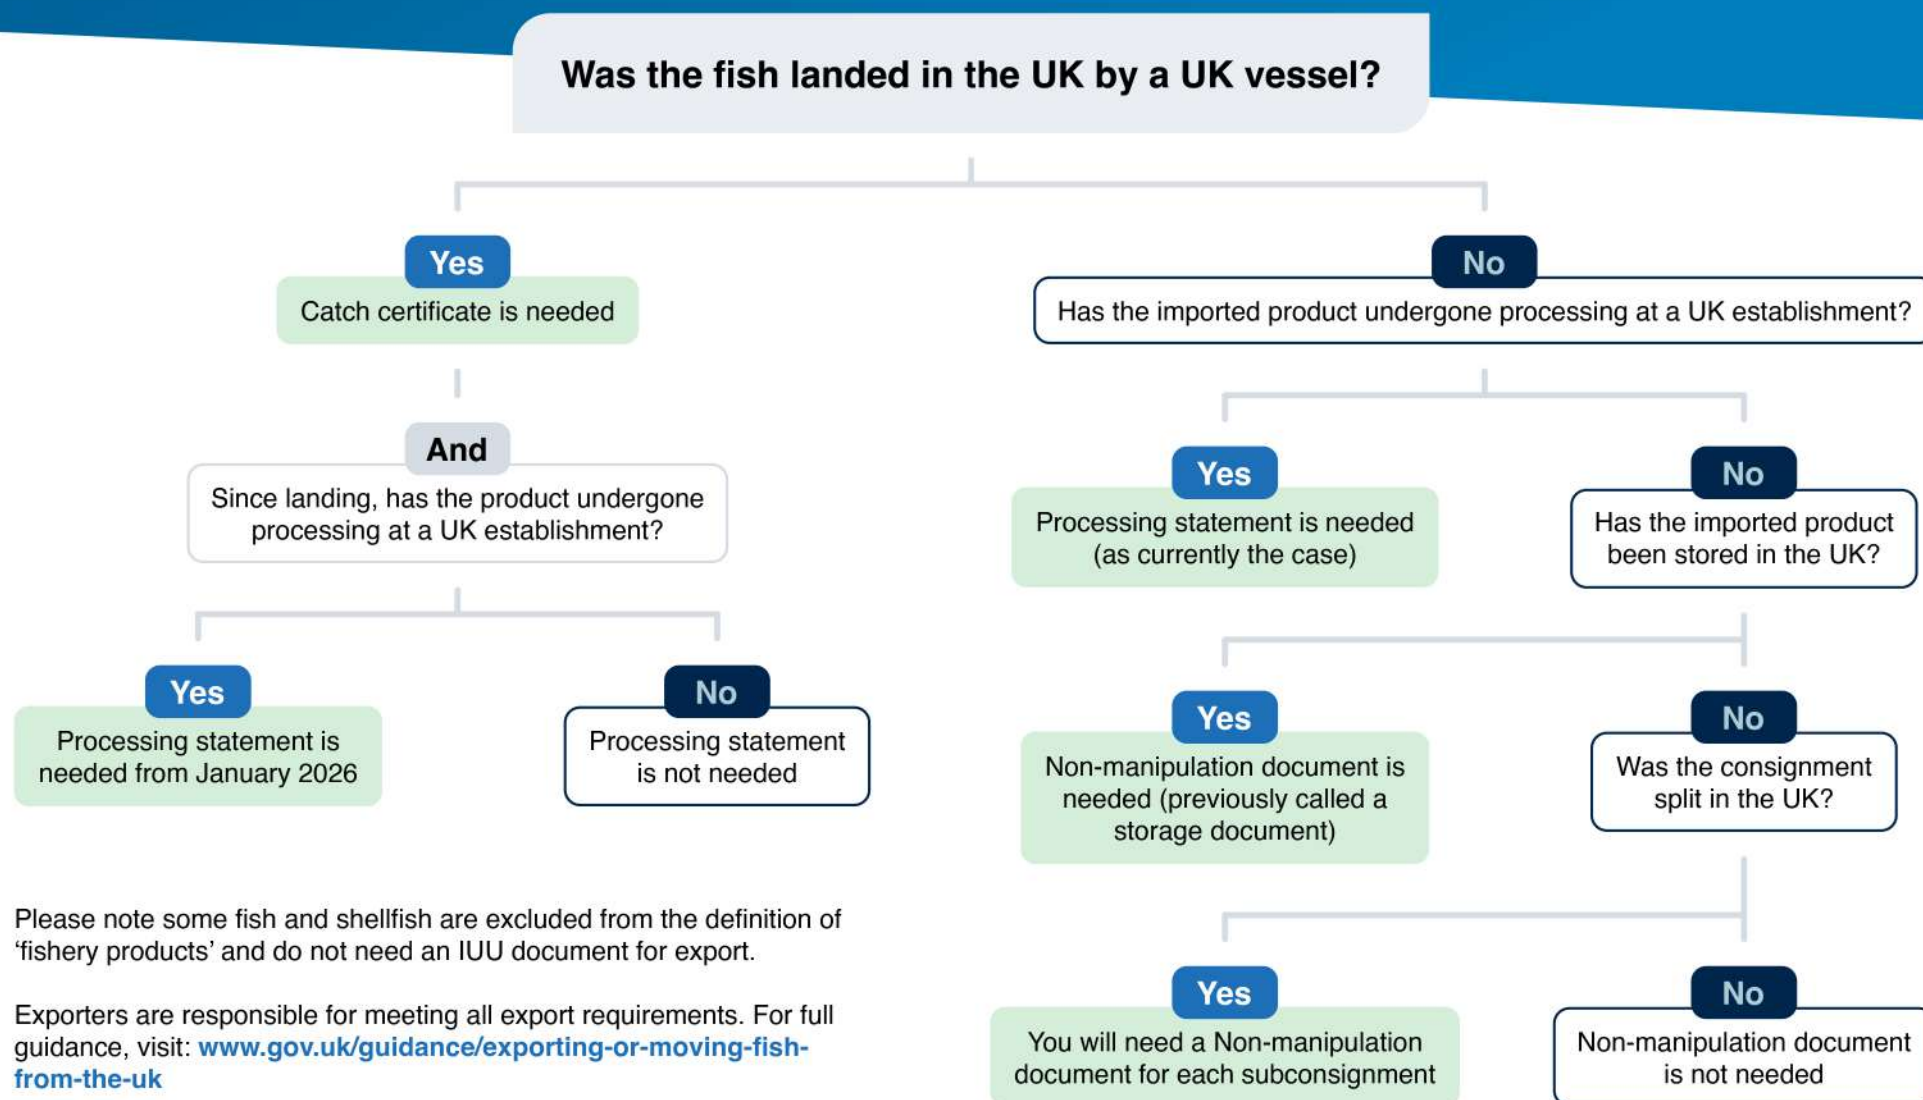 Was the fish landed in the UK by a UK vessel?
Yes
Catch certificate is needed
And
Since landing, has the product undergone
processing at a UK establishment?
Yes
Processing statement is
needed from January 2026
No
Processing statement
is not needed
No
Has the imported product undergone processing at a UK establishment?
Yes
Processing statement is needed
(as currently the case)
No
Has the imported product
been stored in the UK?
Yes
Non-manipulation document is
needed (previously called a
storage document)
No
Was the consignment
split in the UK?
Yes
You will need a Non-manipulation
document for each subconsignment
No
Non-manipulation document
is not needed
Please note some fish and shellfish are excluded from the definition of
‘fishery products’ and do not need an IUU document for export.
Exporters are responsible for meeting all export requirements. For full
guidance, visit: www.gov.uk/guidance/exporting-or-moving-fish-
from-the-uk